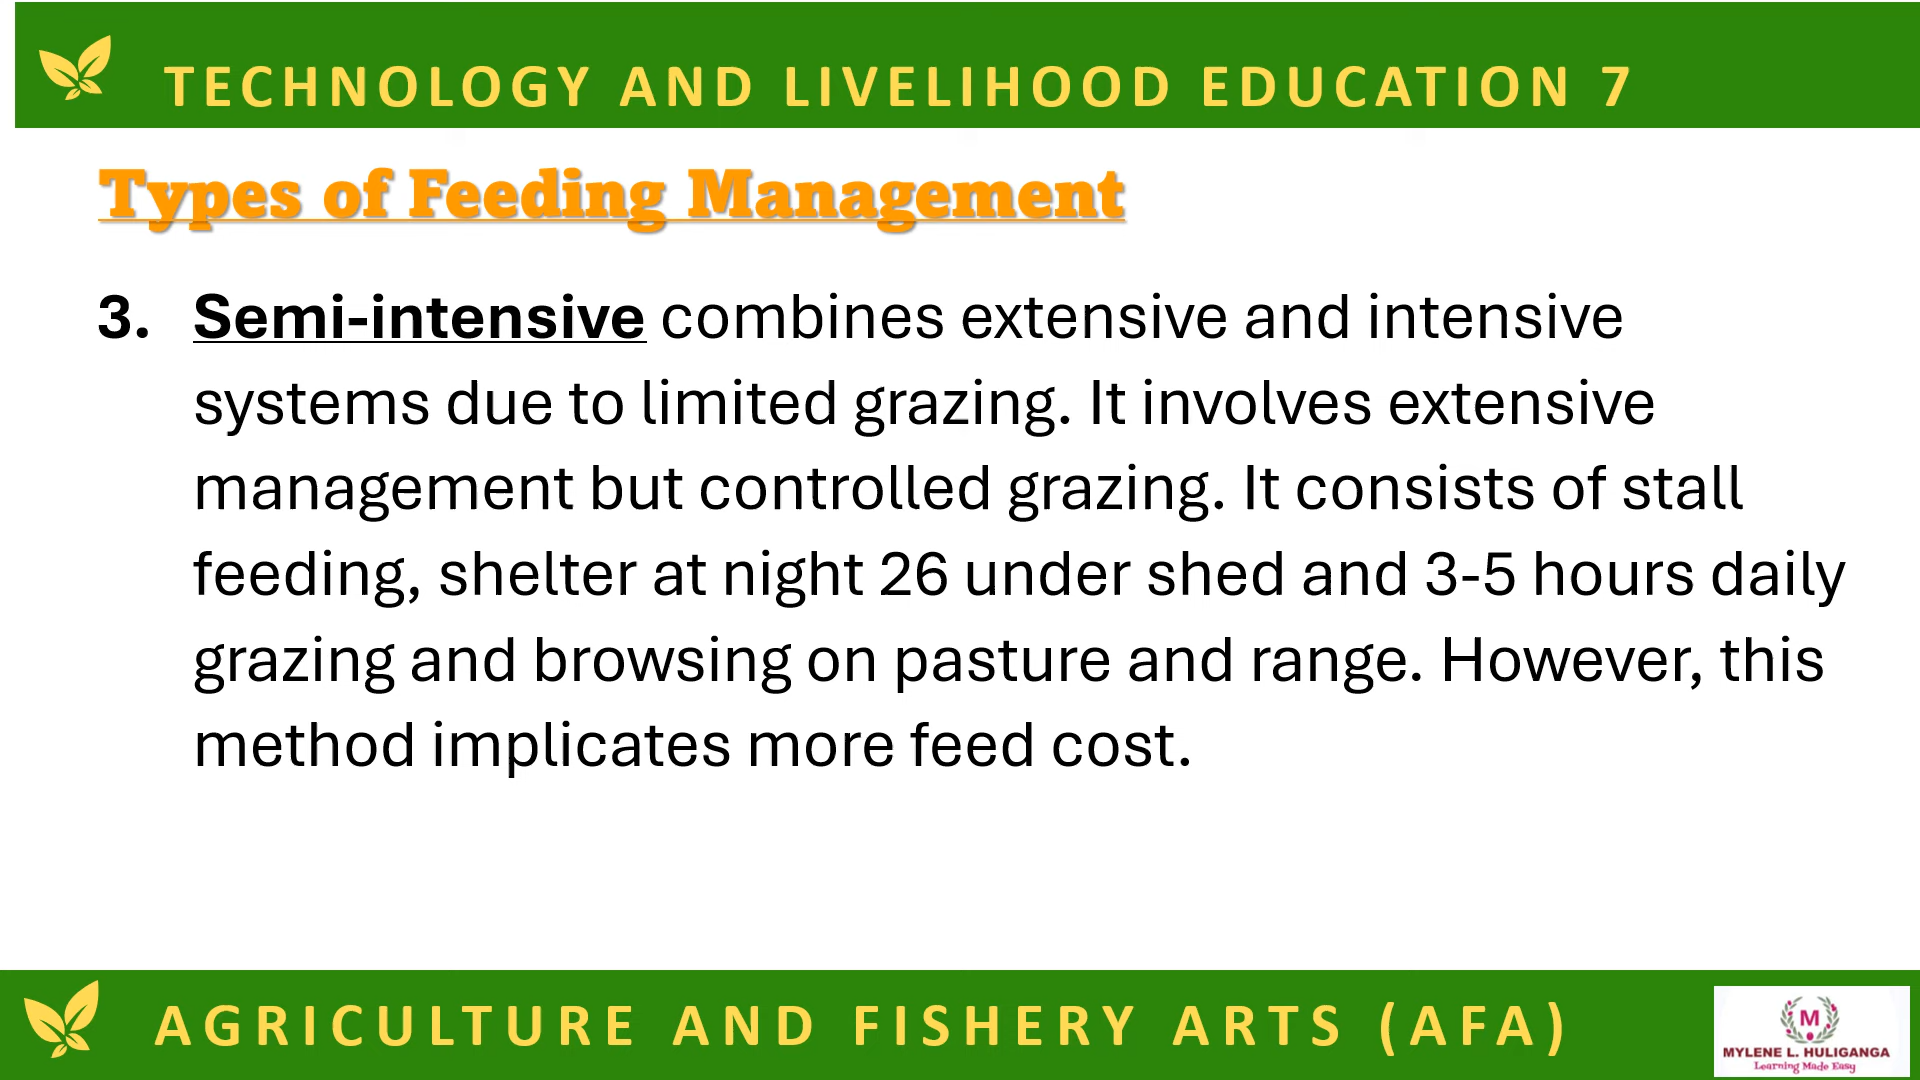 TECHNOLOGY AND LIVELIHOOD EDUCATION 7
Types of Feeding Management
3. Semi-intensive combines extensive and intensive
systems due to limited grazing. It involves extensive
management but controlled grazing. It consists of stall
feeding, shelter at night 26 under shed and 3-5 hours daily
grazing and browsing on pasture and range. However, this
method implicates more feed cost.
AGRICULTURE AND FISHERY ARTS (AFA)
M
MYLENE L. HULIGANGA
Learning Made Easy